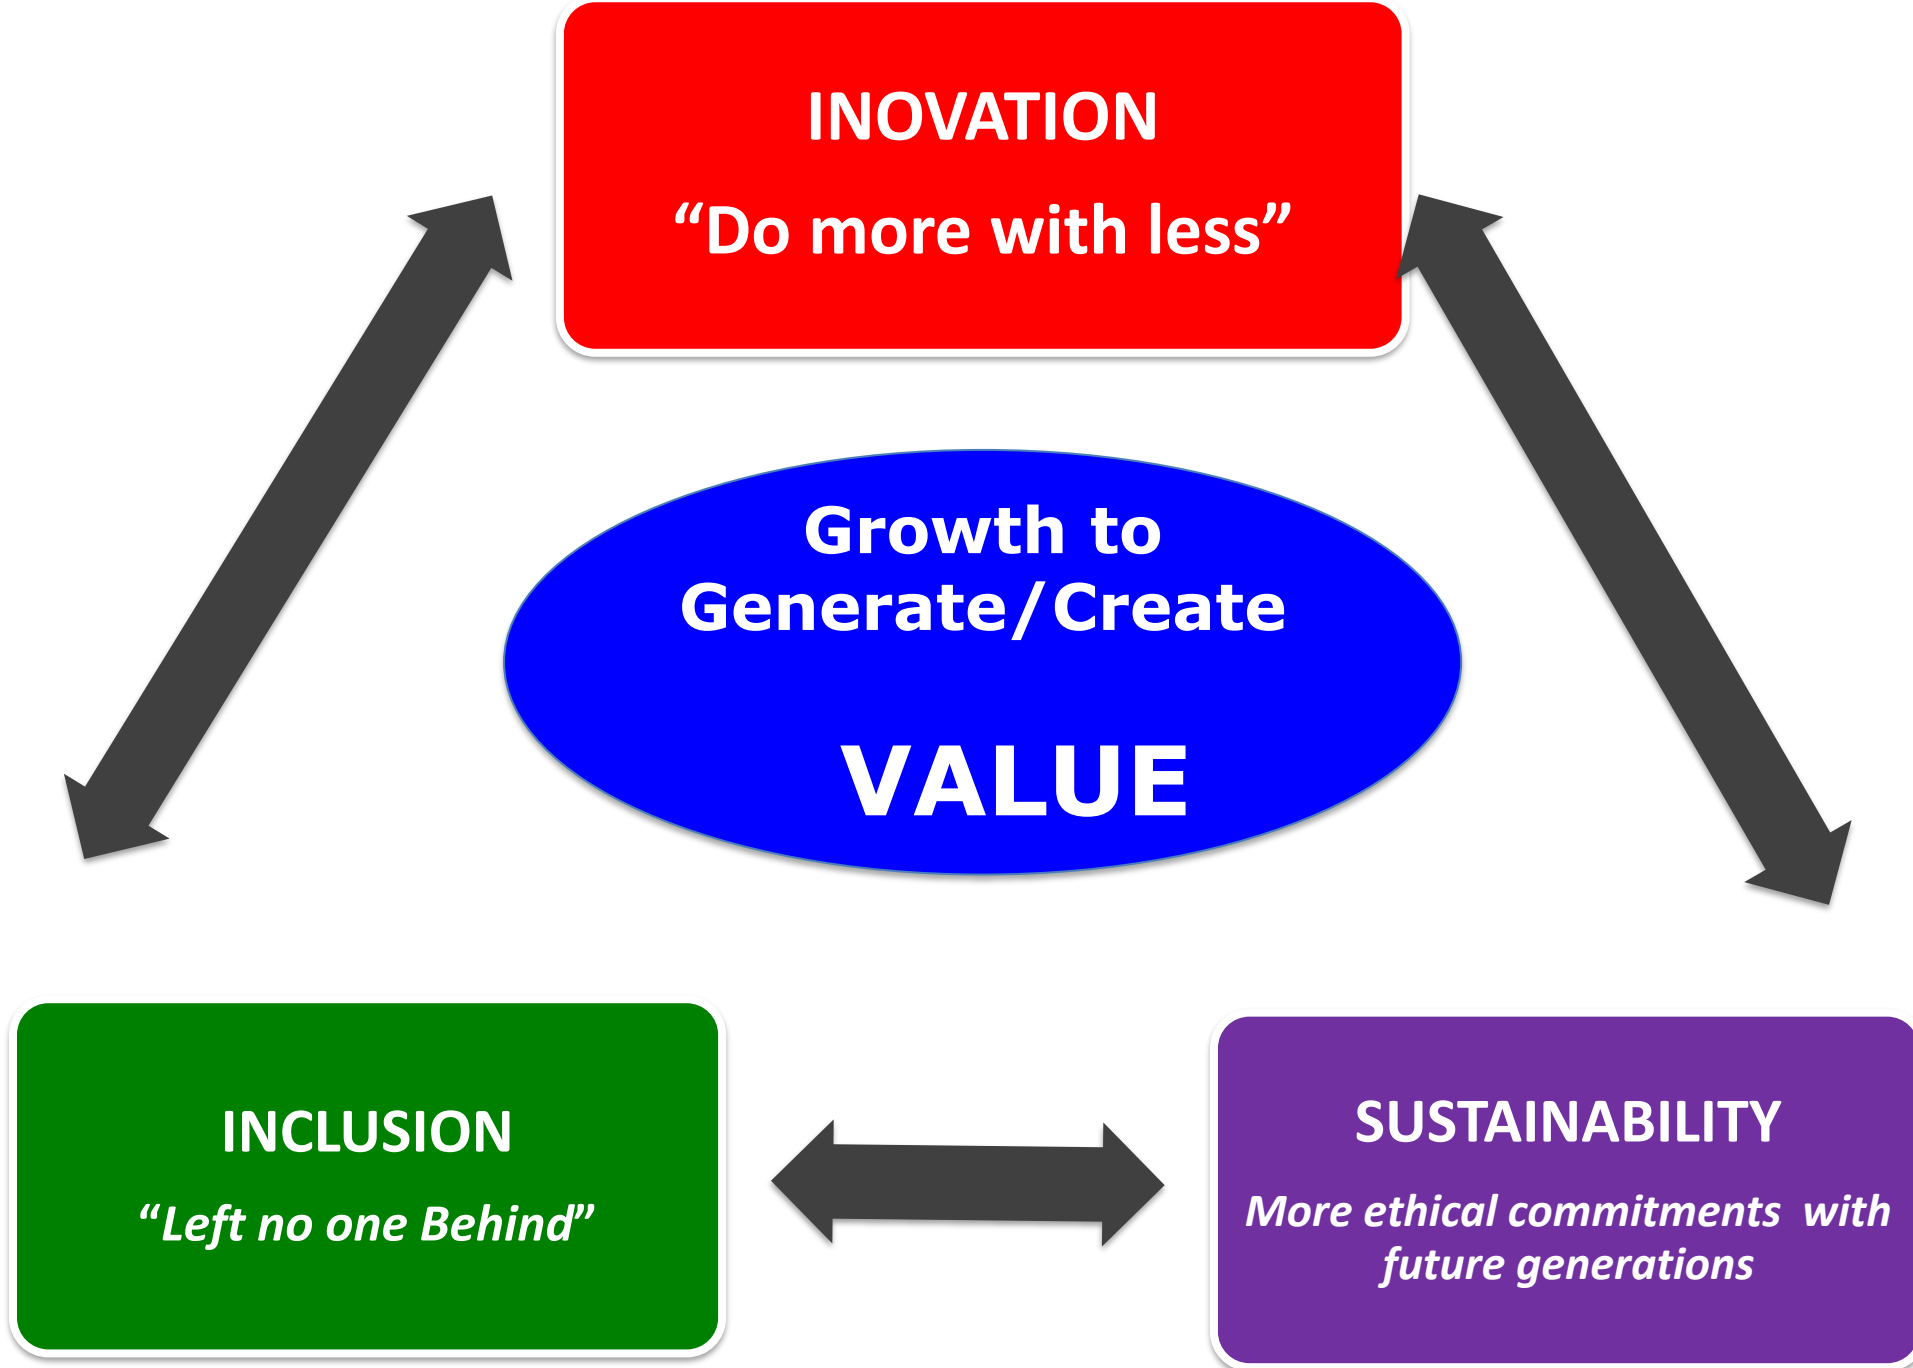 INOVATION
“Do more with less”
Growth to
Generate/Create
VALUE
INCLUSION
“Left no one Behind”
SUSTAINABILITY
More ethical commitments  with
future generations